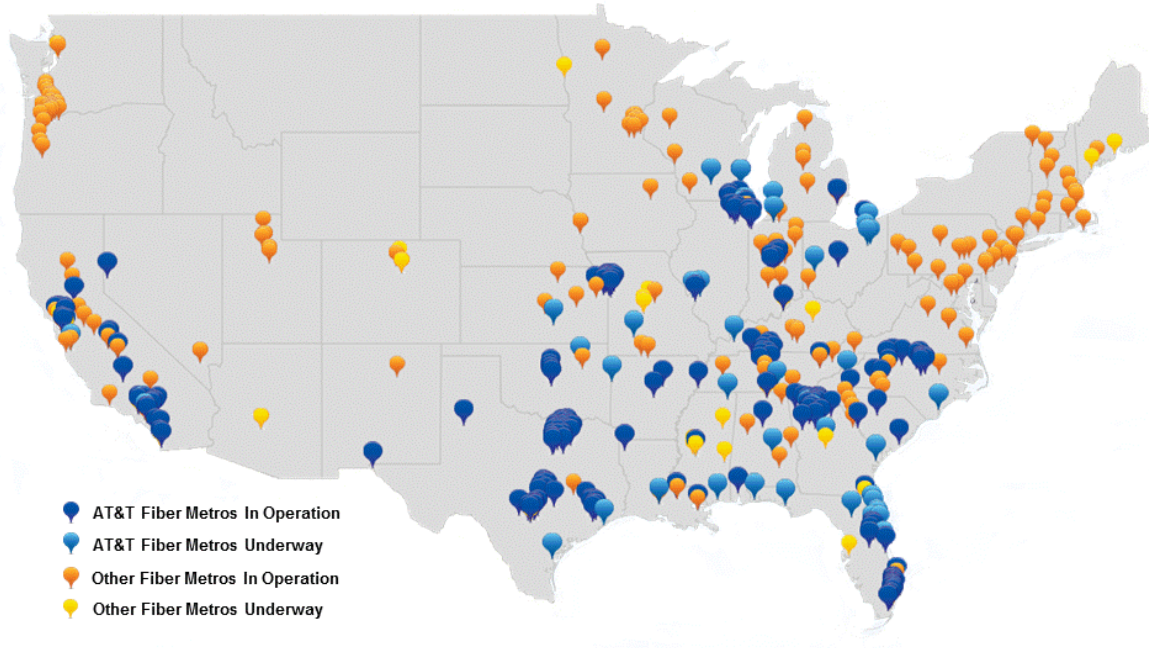 AT&T Fiber Metros In Operation
AT&T Fiber Metros Underway
Other Fiber Metros In Operation
Other Fiber Metros Underway